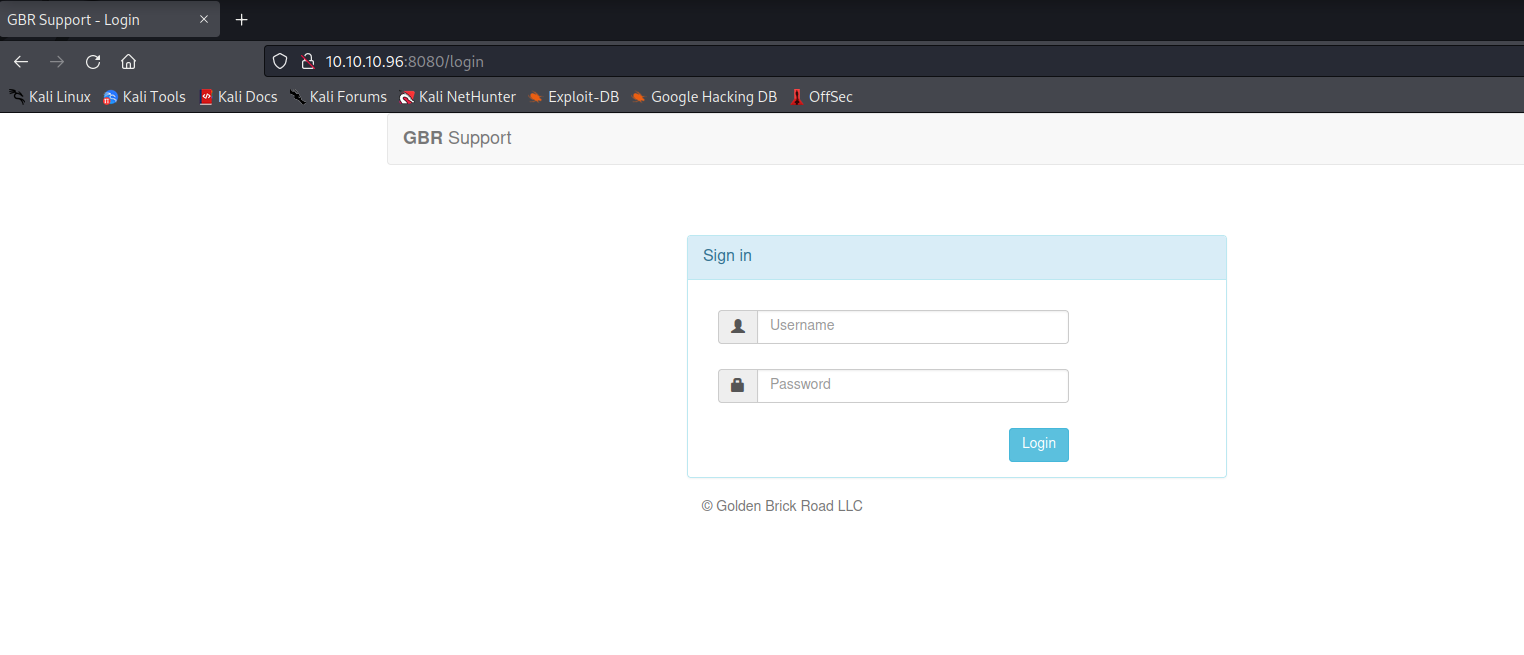 GBR Support - Login
10.10.10.96:8080/login
Kali Linux Kali Tools Kali Docs Kali Forums Kali NetHunter Exploit-DB Google Hacking DB OffSec
GBR Support
Sign in
Username
Password
Login
© Golden Brick Road LLC